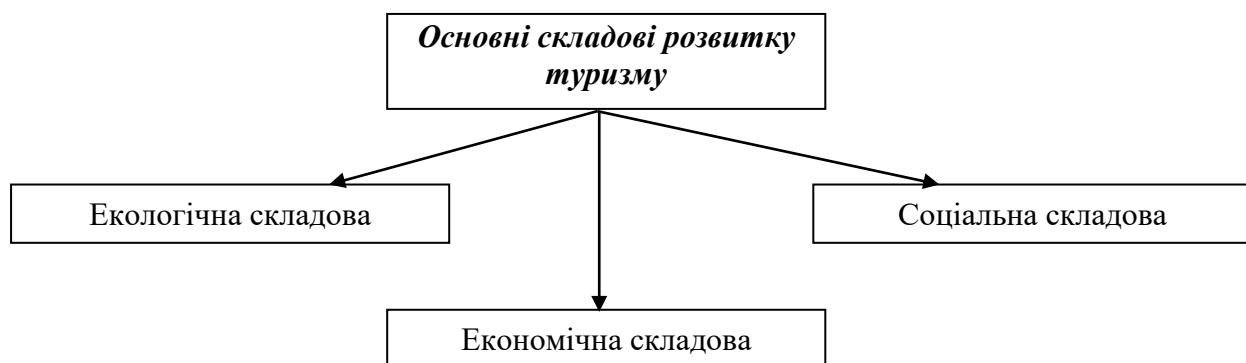 Основні складові розвитку
туризму
Екологічна складова
Соціальна складова
Економічна складова